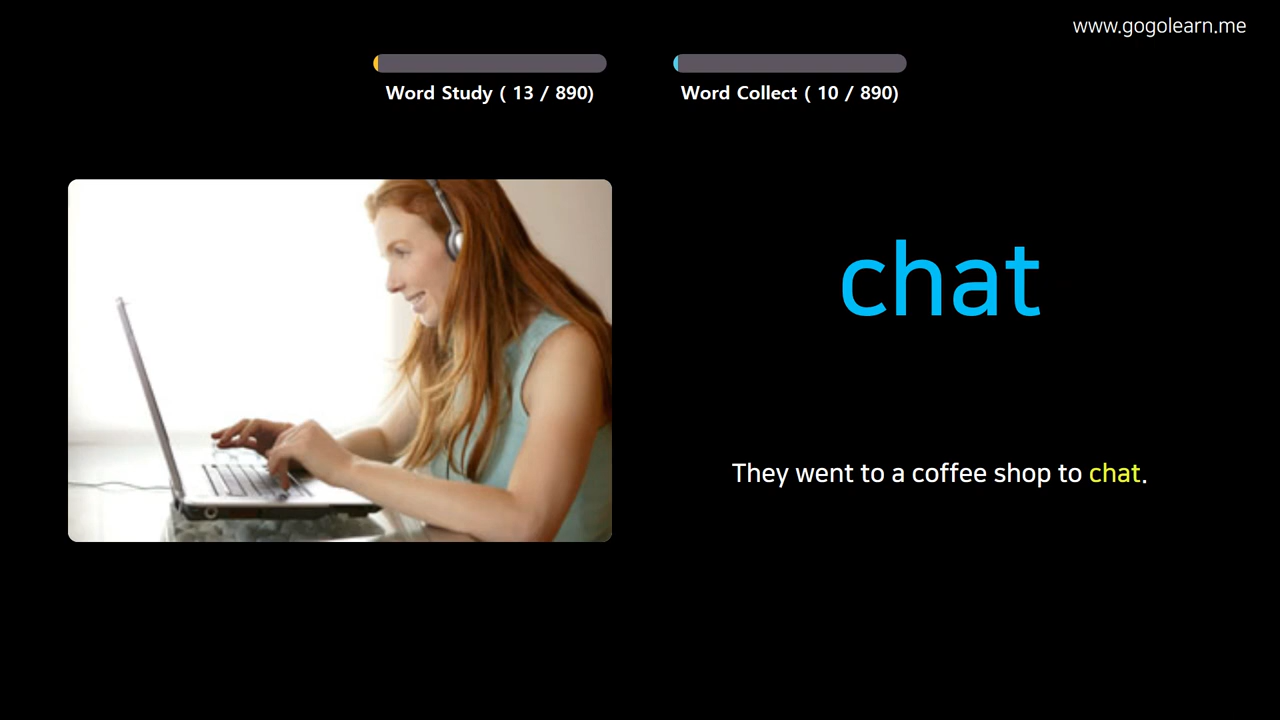 www.gogolearn.me
Word Study ( 13 / 890)
Word Collect ( 10 / 890)
chat
They went to a coffee shop to chat.